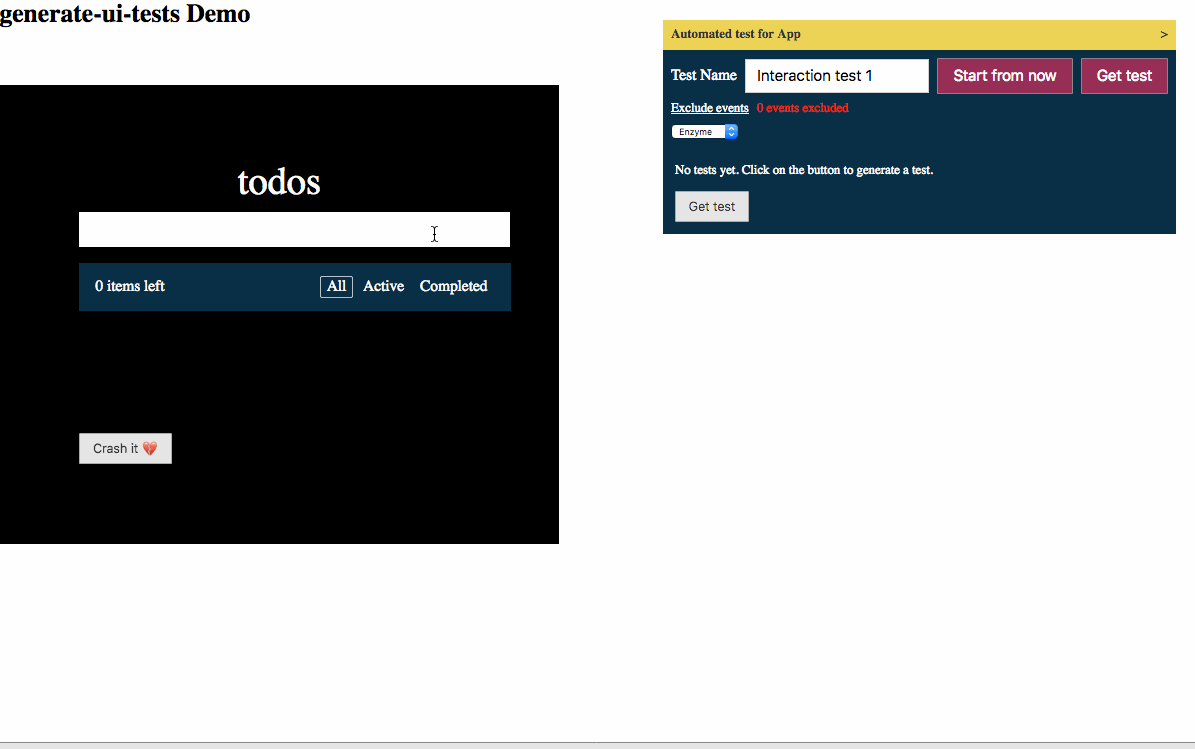 generate-ui-tests Demo
todos
0 items left All Active Completed
Crash it 💔
Automated test for App >
Test Name Interaction test 1 Start from now Get test
Exclude events 0 events excluded
Enzyme
No tests yet. Click on the button to generate a test.
Get test